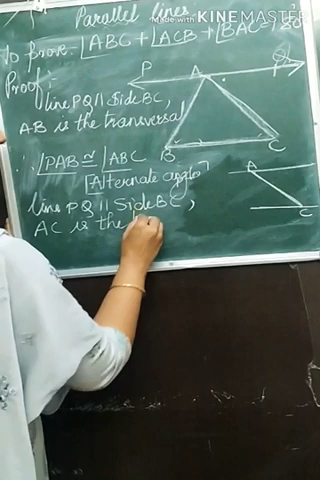 Made with KINEMASTER
Parallel lines
To prove- ∠ABC + ∠ACB + ∠BAC = 180
Proof :-
line PQ || Side BC,
AB is the transversal
∴ ∠PAB ≅ ∠ABC
[Alternate angle]
line PQ || Side BC,
AC is the
P
A
Q
B
C
A
C